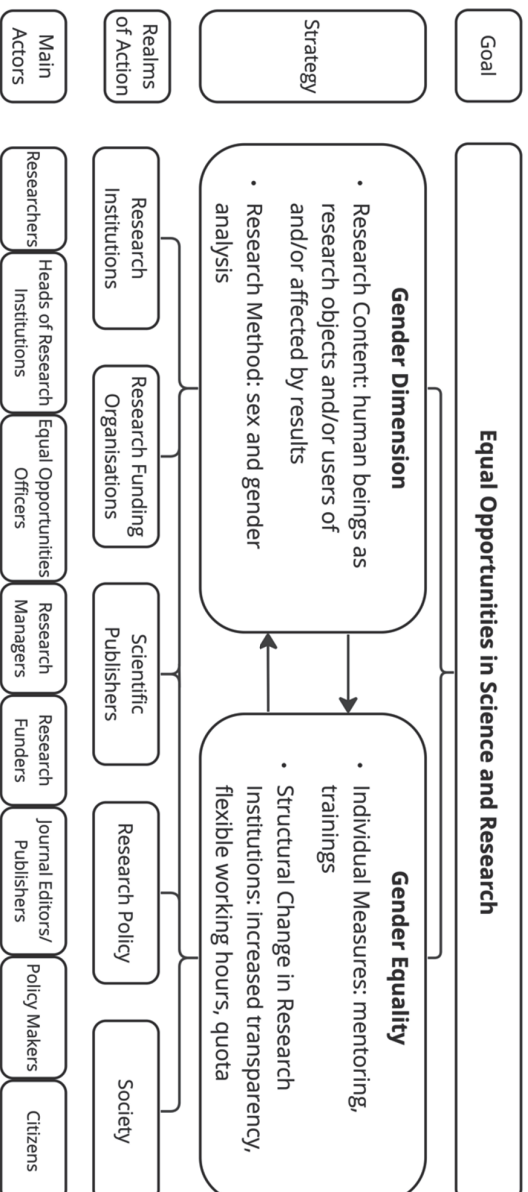 Goal
Equal Opportunities in Science and Research
Strategy
Gender Dimension
• Research Content: human beings as
research objects and/or users of
and/or affected by results
• Research Method: sex and gender
analysis
Gender Equality
• Individual Measures: mentoring,
trainings
• Structural Change in Research
Institutions: increased transparency,
flexible working hours, quota
Realms
of Action
Research
Institutions
Research Funding
Organisations
Scientific
Publishers
Research Policy
Society
Main
Actors
Researchers
Heads of Research
Institutions
Equal Opportunities
Officers
Research
Managers
Research
Funders
Journal Editors/
Publishers
Policy Makers
Citizens